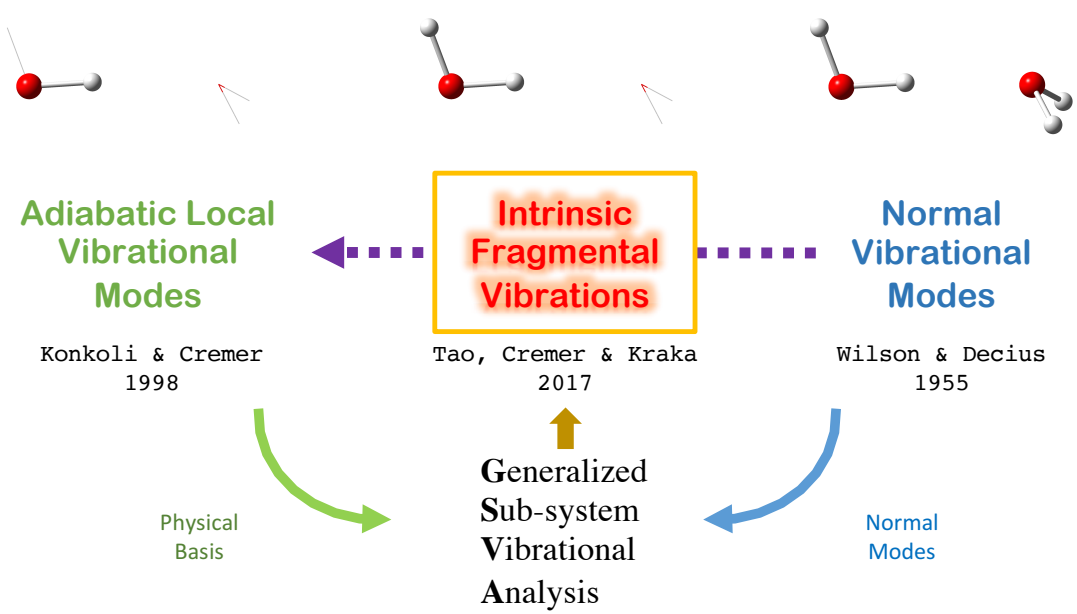 Adiabatic Local
Vibrational
Modes
Konkoli & Cremer
1998
Intrinsic
Fragmental
Vibrations
Tao, Cremer & Kraka
2017
Normal
Vibrational
Modes
Wilson & Decius
1955
Physical
Basis
Generalized
Sub-system
Vibrational
Analysis
Normal
Modes